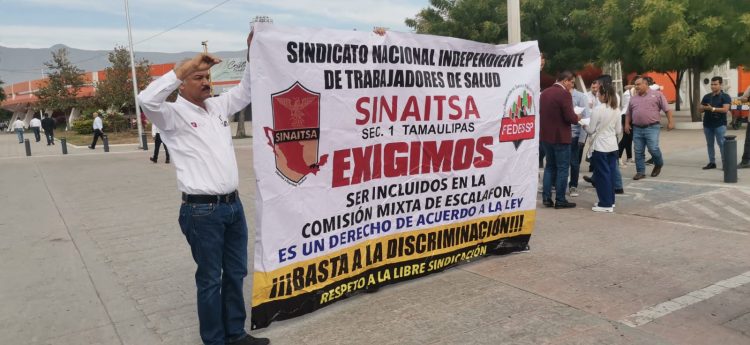 SINDICATO NACIONAL INDEPENDIENTE
DE TRABAJADORES DE SALUD
SINAITSA
SEC. 1 TAMAULIPAS
SINAITSA
FEDESSP
EXIGIMOS
SER INCLUIDOS EN LA
COMISIÓN MIXTA DE ESCALAFON,
ES UN DERECHO DE ACUERDO A LA LEY
¡¡¡BASTA A LA DISCRIMINACIÓN!!!
RESPETO A LA LIBRE SINDICACIÓN